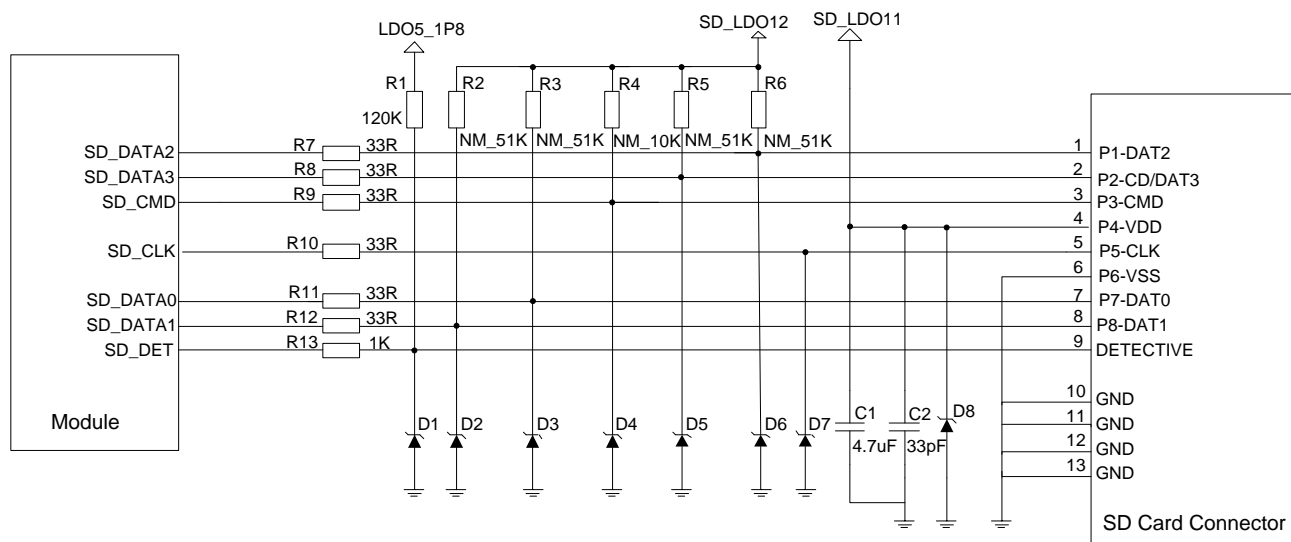 SD_LDO12
SD_LDO11
LDO5_1P8
R1
R2
R3
R4
R5
R6
120K
NM_51K
NM_51K
NM_10K
NM_51K
NM_51K
SD_DATA2
R7
33R
1
P1-DAT2
SD_DATA3
R8
33R
2
P2-CD/DAT3
SD_CMD
R9
33R
3
P3-CMD
4
P4-VDD
SD_CLK
R10
33R
5
P5-CLK
6
P6-VSS
SD_DATA0
R11
33R
7
P7-DAT0
SD_DATA1
R12
33R
8
P8-DAT1
SD_DET
R13
1K
9
DETECTIVE
10
GND
11
GND
12
GND
13
GND
Module
D1
D2
D3
D4
D5
D6
D7
C1
4.7uF
C2
33pF
D8
SD Card Connector